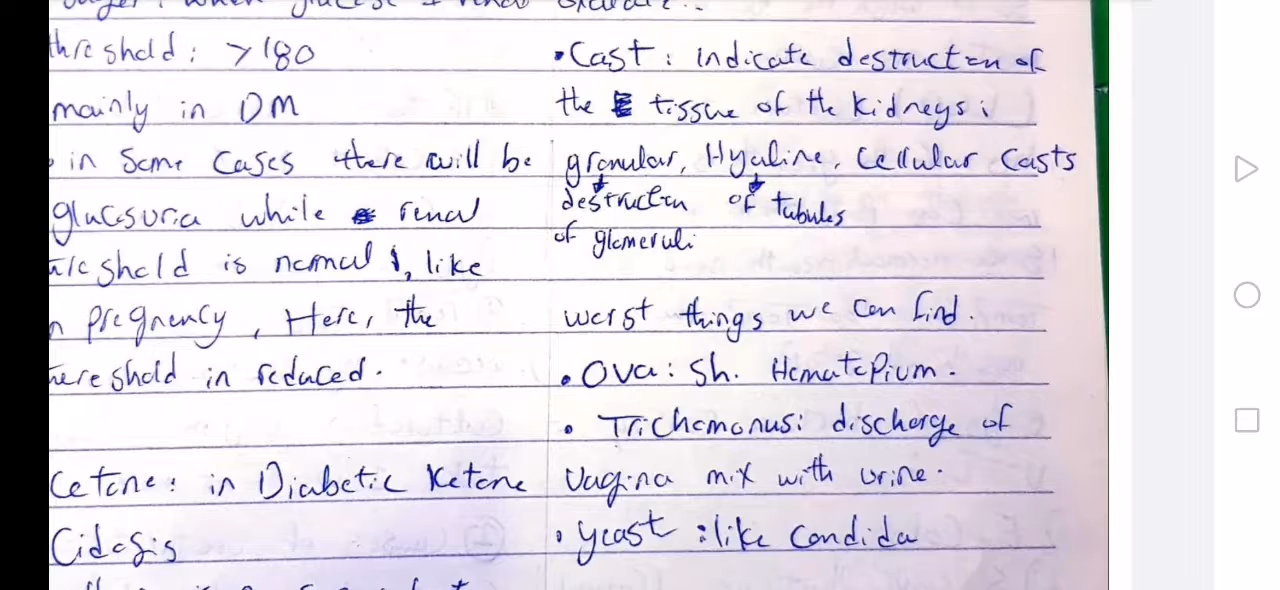 threshold: >180
mainly in DM
in some cases there will be
glucosuria while renal
threshold is normal, like
in pregnancy, Here, the
threshold in reduced.
Cetone: in Diabetic Ketone
Cidosis
• Cast: indicate destruction of
the tissue of the kidneys:
granular, Hyaline, cellular casts
destruction of tubules
of glomeruli
worst things we can find.
• Ova: Sh. Hematopium.
• Trichomonus: discharge of
Vagina mix with urine.
• yeast: like candida